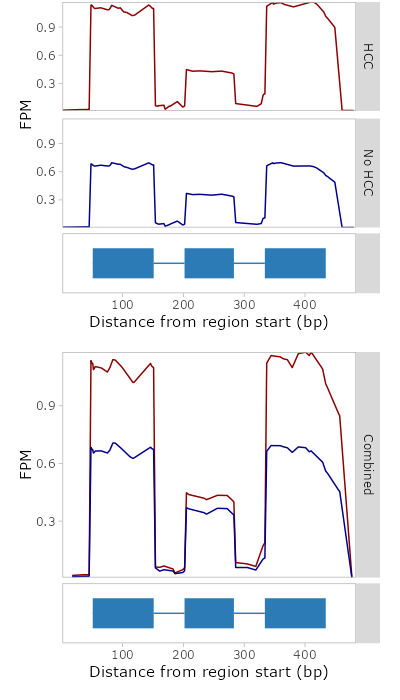 0.9
0.6
0.3
HCC
FPM
0.9
0.6
0.3
No HCC
100 200 300 400
Distance from region start (bp)
0.9
0.6
0.3
FPM
Combined
100 200 300 400
Distance from region start (bp)